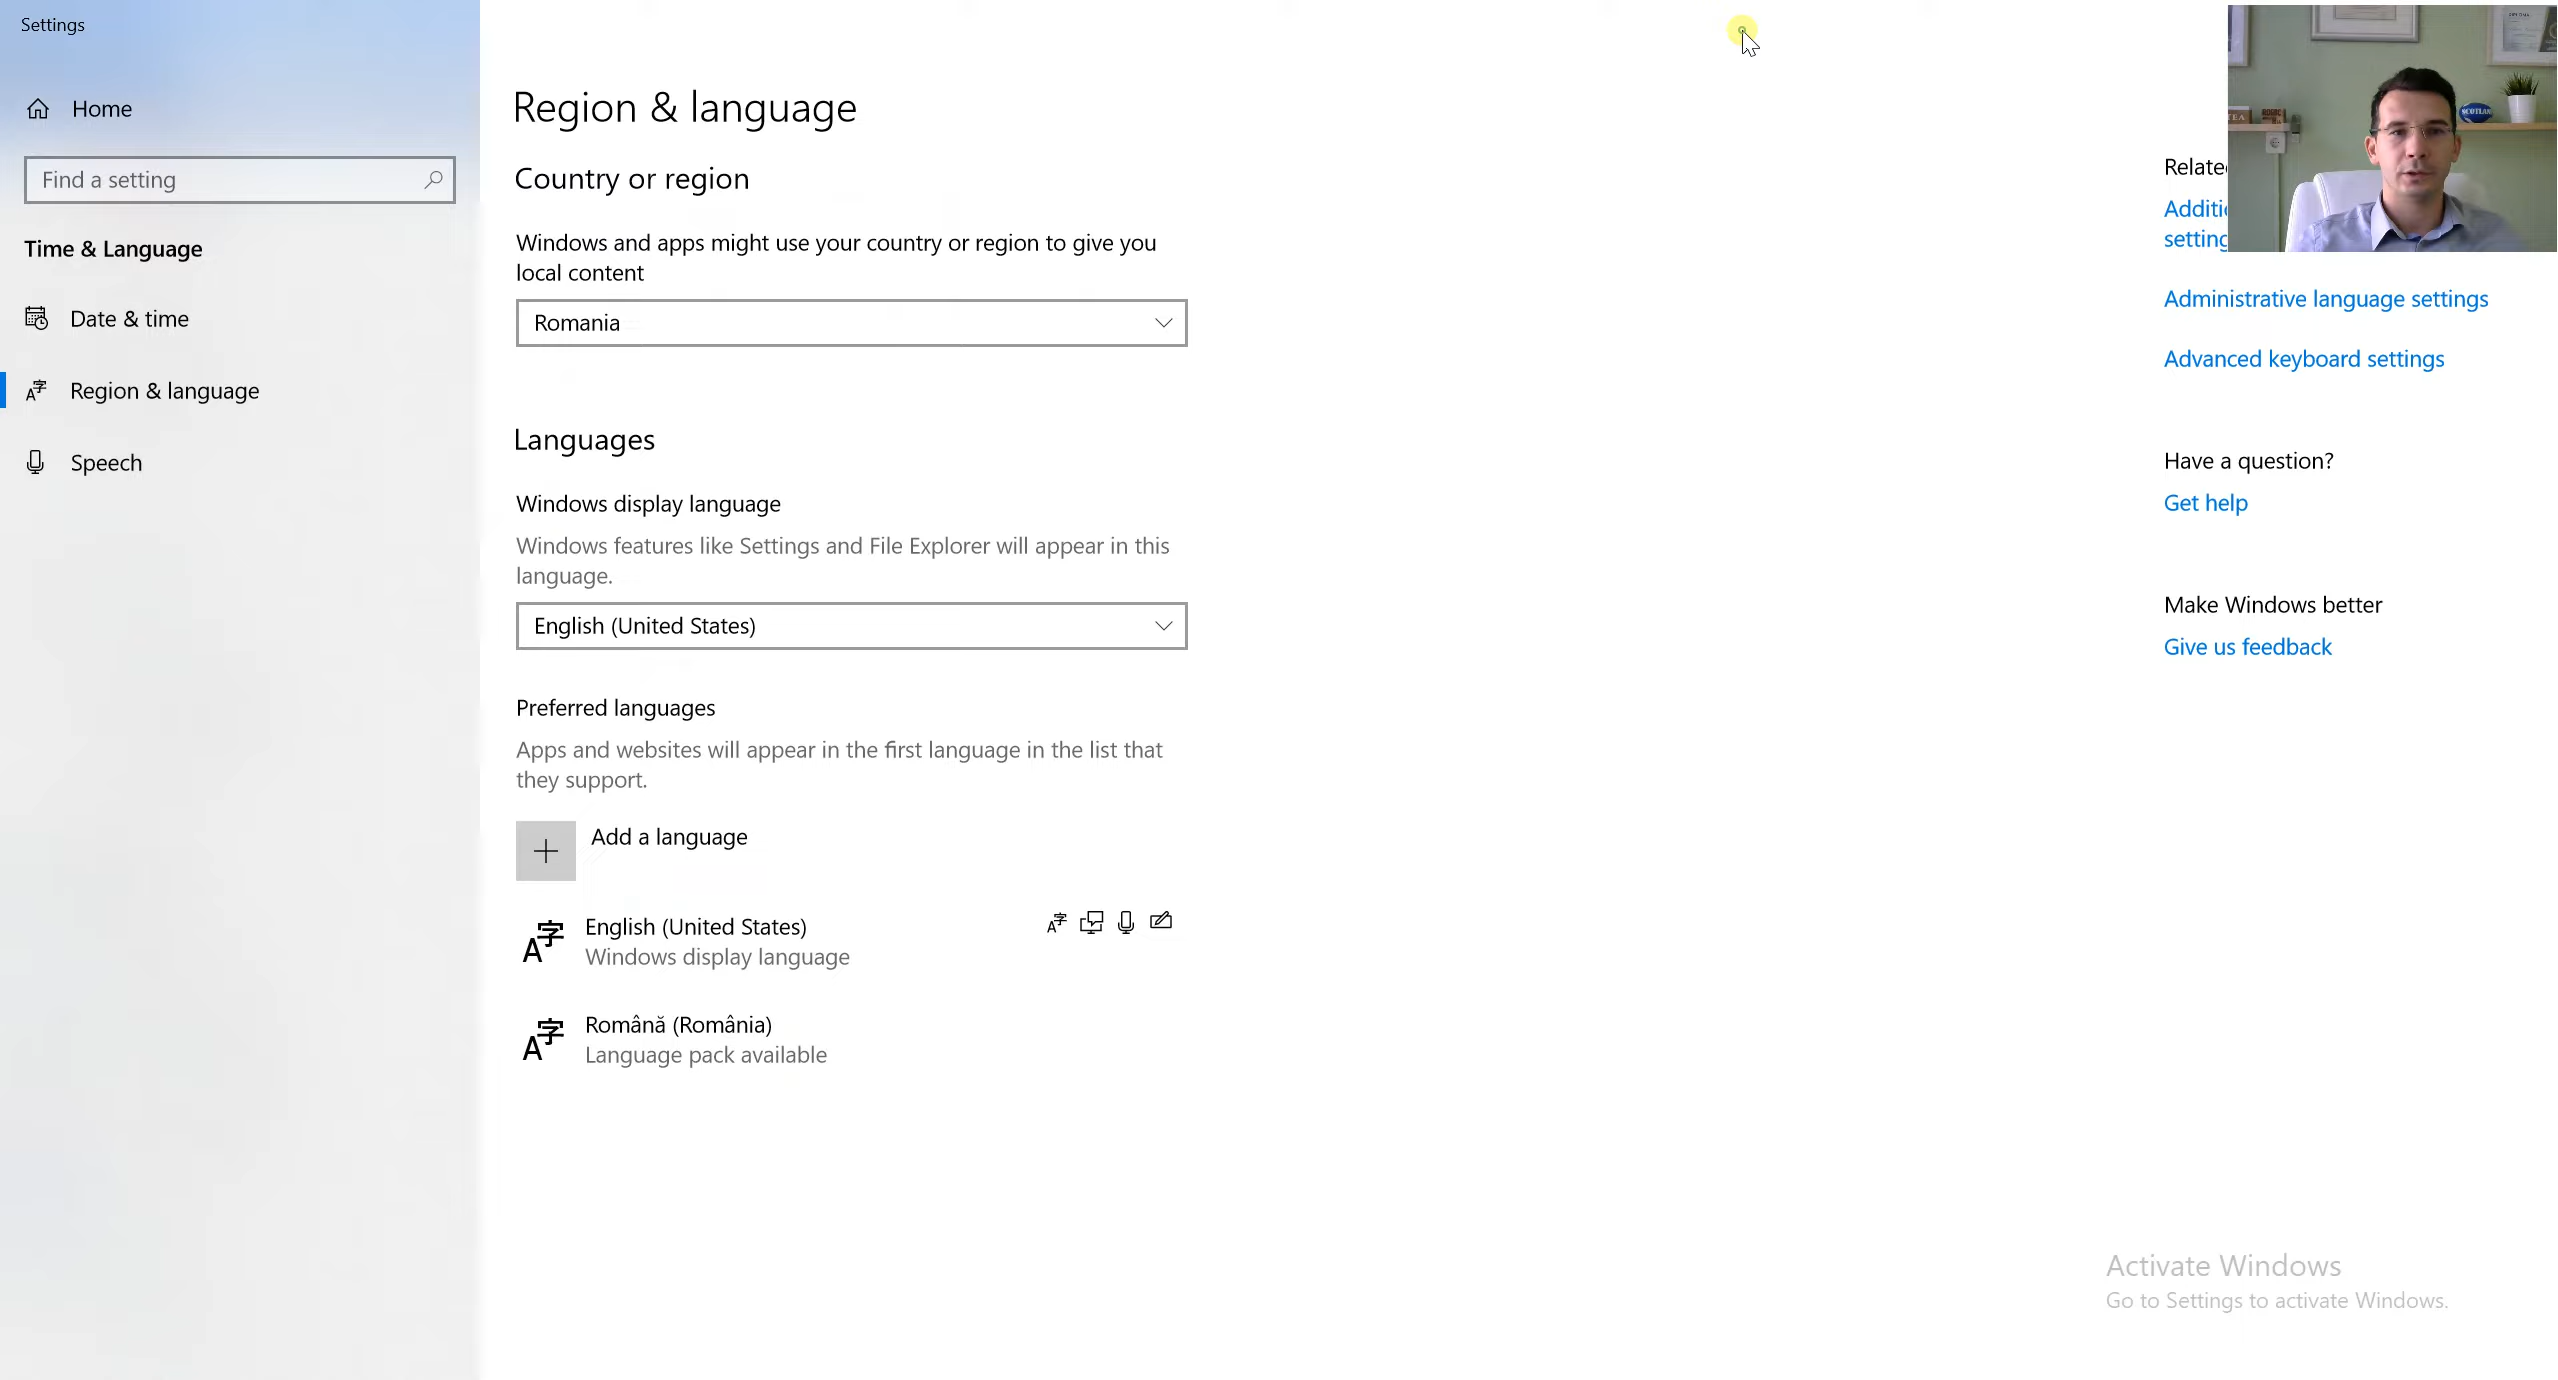 Settings
Home
Find a setting
Time & Language
Date & time
Region & language
Speech
Region & language
Country or region
Windows and apps might use your country or region to give you
local content
Romania
Languages
Windows display language
Windows features like Settings and File Explorer will appear in this
language.
English (United States)
Preferred languages
Apps and websites will appear in the first language in the list that
they support.
Add a language
English (United States)
Windows display language
Română (România)
Language pack available
Administrative language settings
Advanced keyboard settings
Have a question?
Get help
Make Windows better
Give us feedback
Activate Windows
Go to Settings to activate Windows.